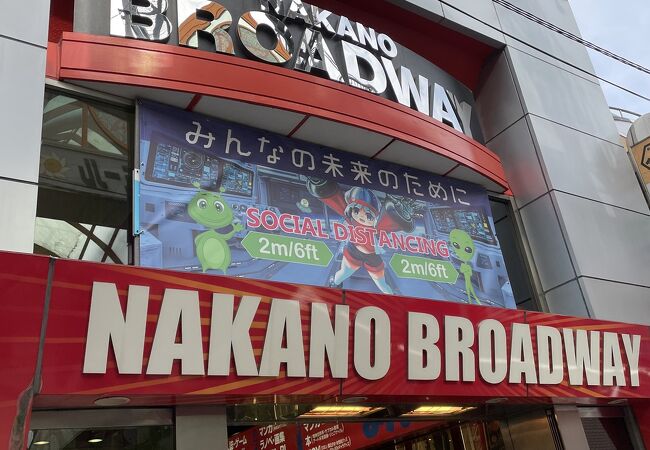 NAKANO
BROADWAY
みんなの未来のために
SOCIAL DISTANCING
2m/6ft
2m/6ft
NAKANO BROADWAY